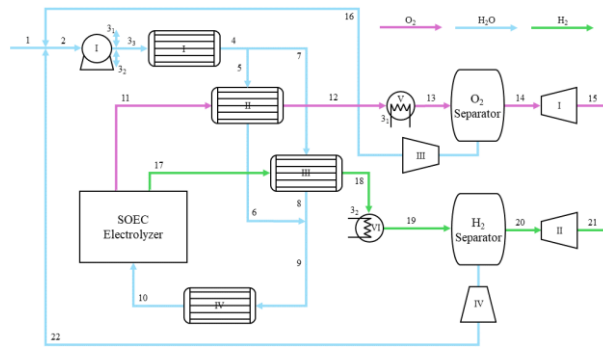 16
O₂
H₂O
H₂
1
2
I
3₁
3₂
3₃
I
4
5
7
II
11
12
V
3₂
13
O₂
Separator
14
I
15
III
17
III
18
3₂
VI
19
H₂
Separator
20
II
21
SOEC
Electrolyzer
6
8
9
10
IV
IV
22